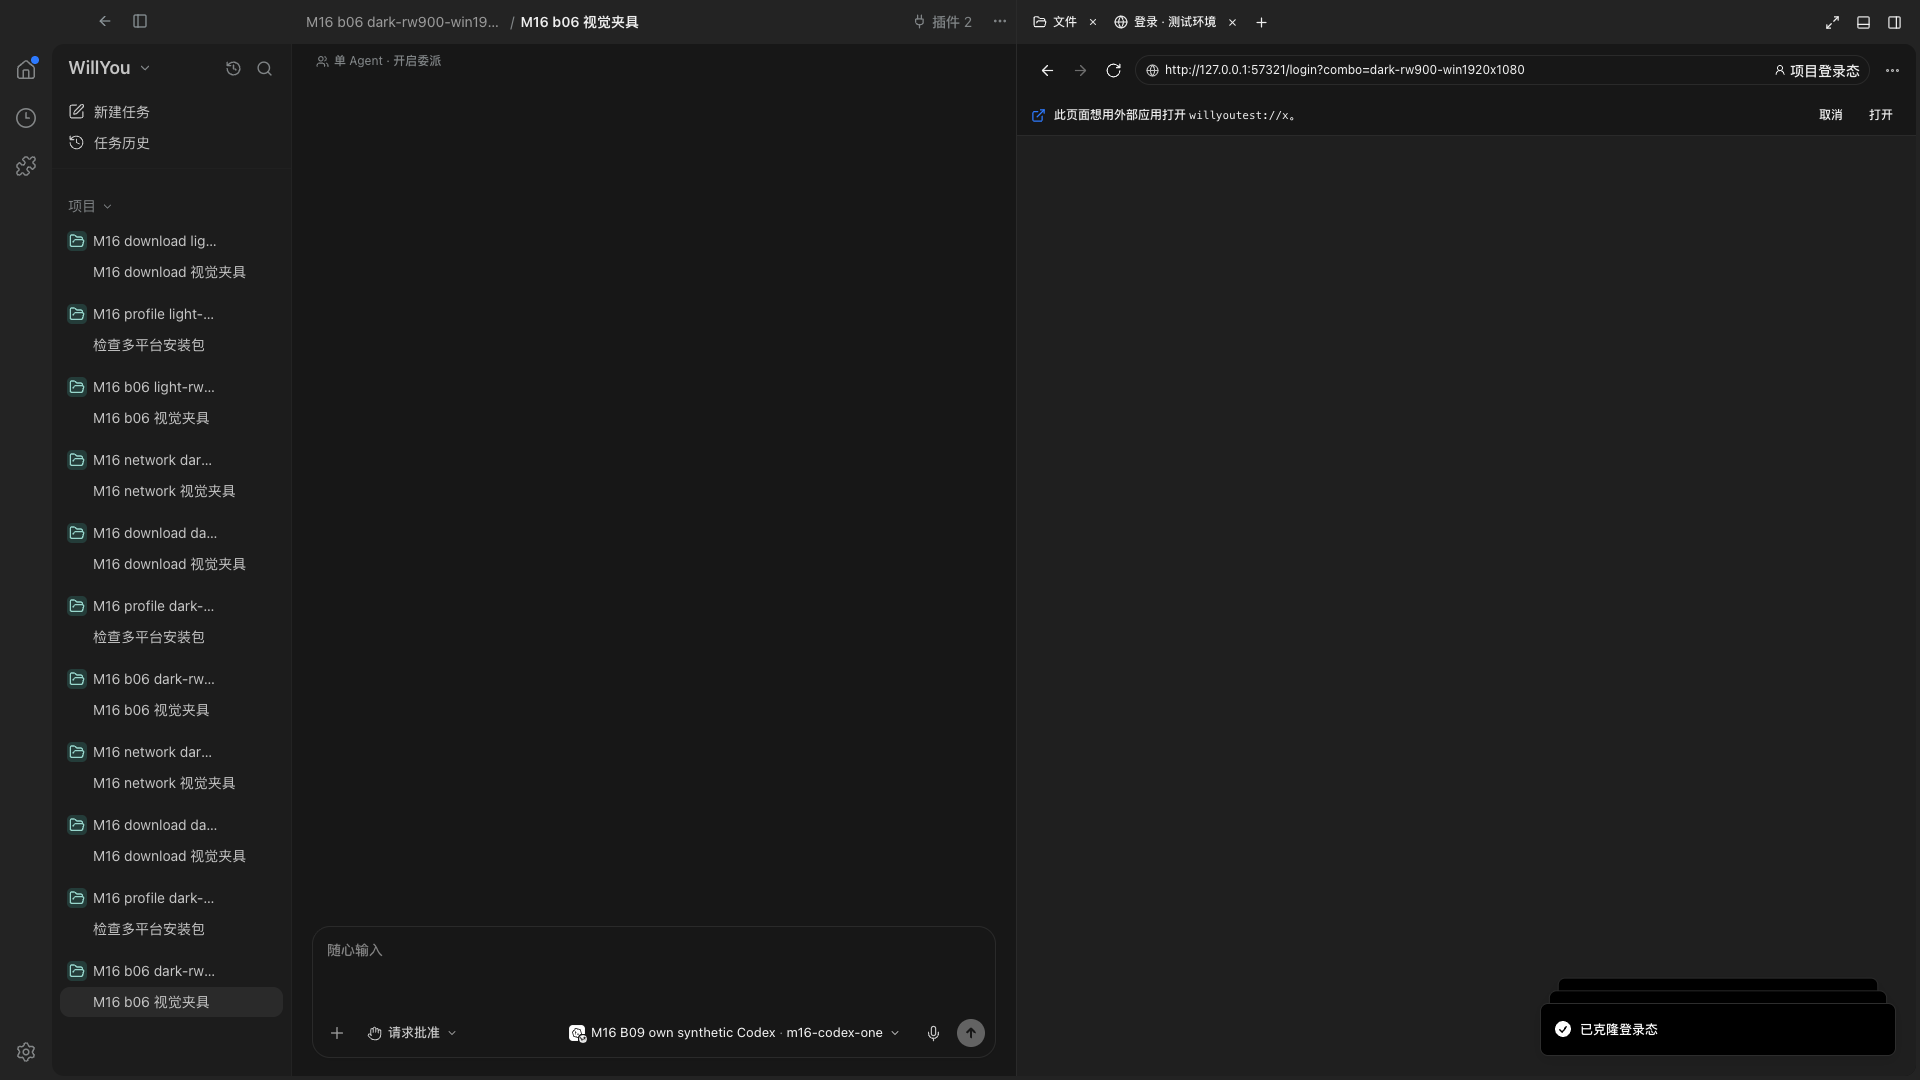 M16 b06 dark-rw900-win19... / M16 b06 视觉夹具
插件 2
文件
登录 · 测试环境
WillYou
新建任务
任务历史
项目
M16 download lig...
M16 download 视觉夹具
M16 profile light-...
检查多平台安装包
M16 b06 light-rw...
M16 b06 视觉夹具
M16 network dar...
M16 network 视觉夹具
M16 download da...
M16 download 视觉夹具
M16 profile dark-...
检查多平台安装包
M16 b06 dark-rw...
M16 b06 视觉夹具
M16 network dar...
M16 network 视觉夹具
M16 download da...
M16 download 视觉夹具
M16 profile dark-...
检查多平台安装包
M16 b06 dark-rw...
M16 b06 视觉夹具
单 Agent · 开启委派
随心输入
请求批准
M16 B09 own synthetic Codex · m16-codex-one
http://127.0.0.1:57321/login?combo=dark-rw900-win1920x1080
项目登录态
此页面想用外部应用打开 willyoutest://x。
取消
打开
已克隆登录态